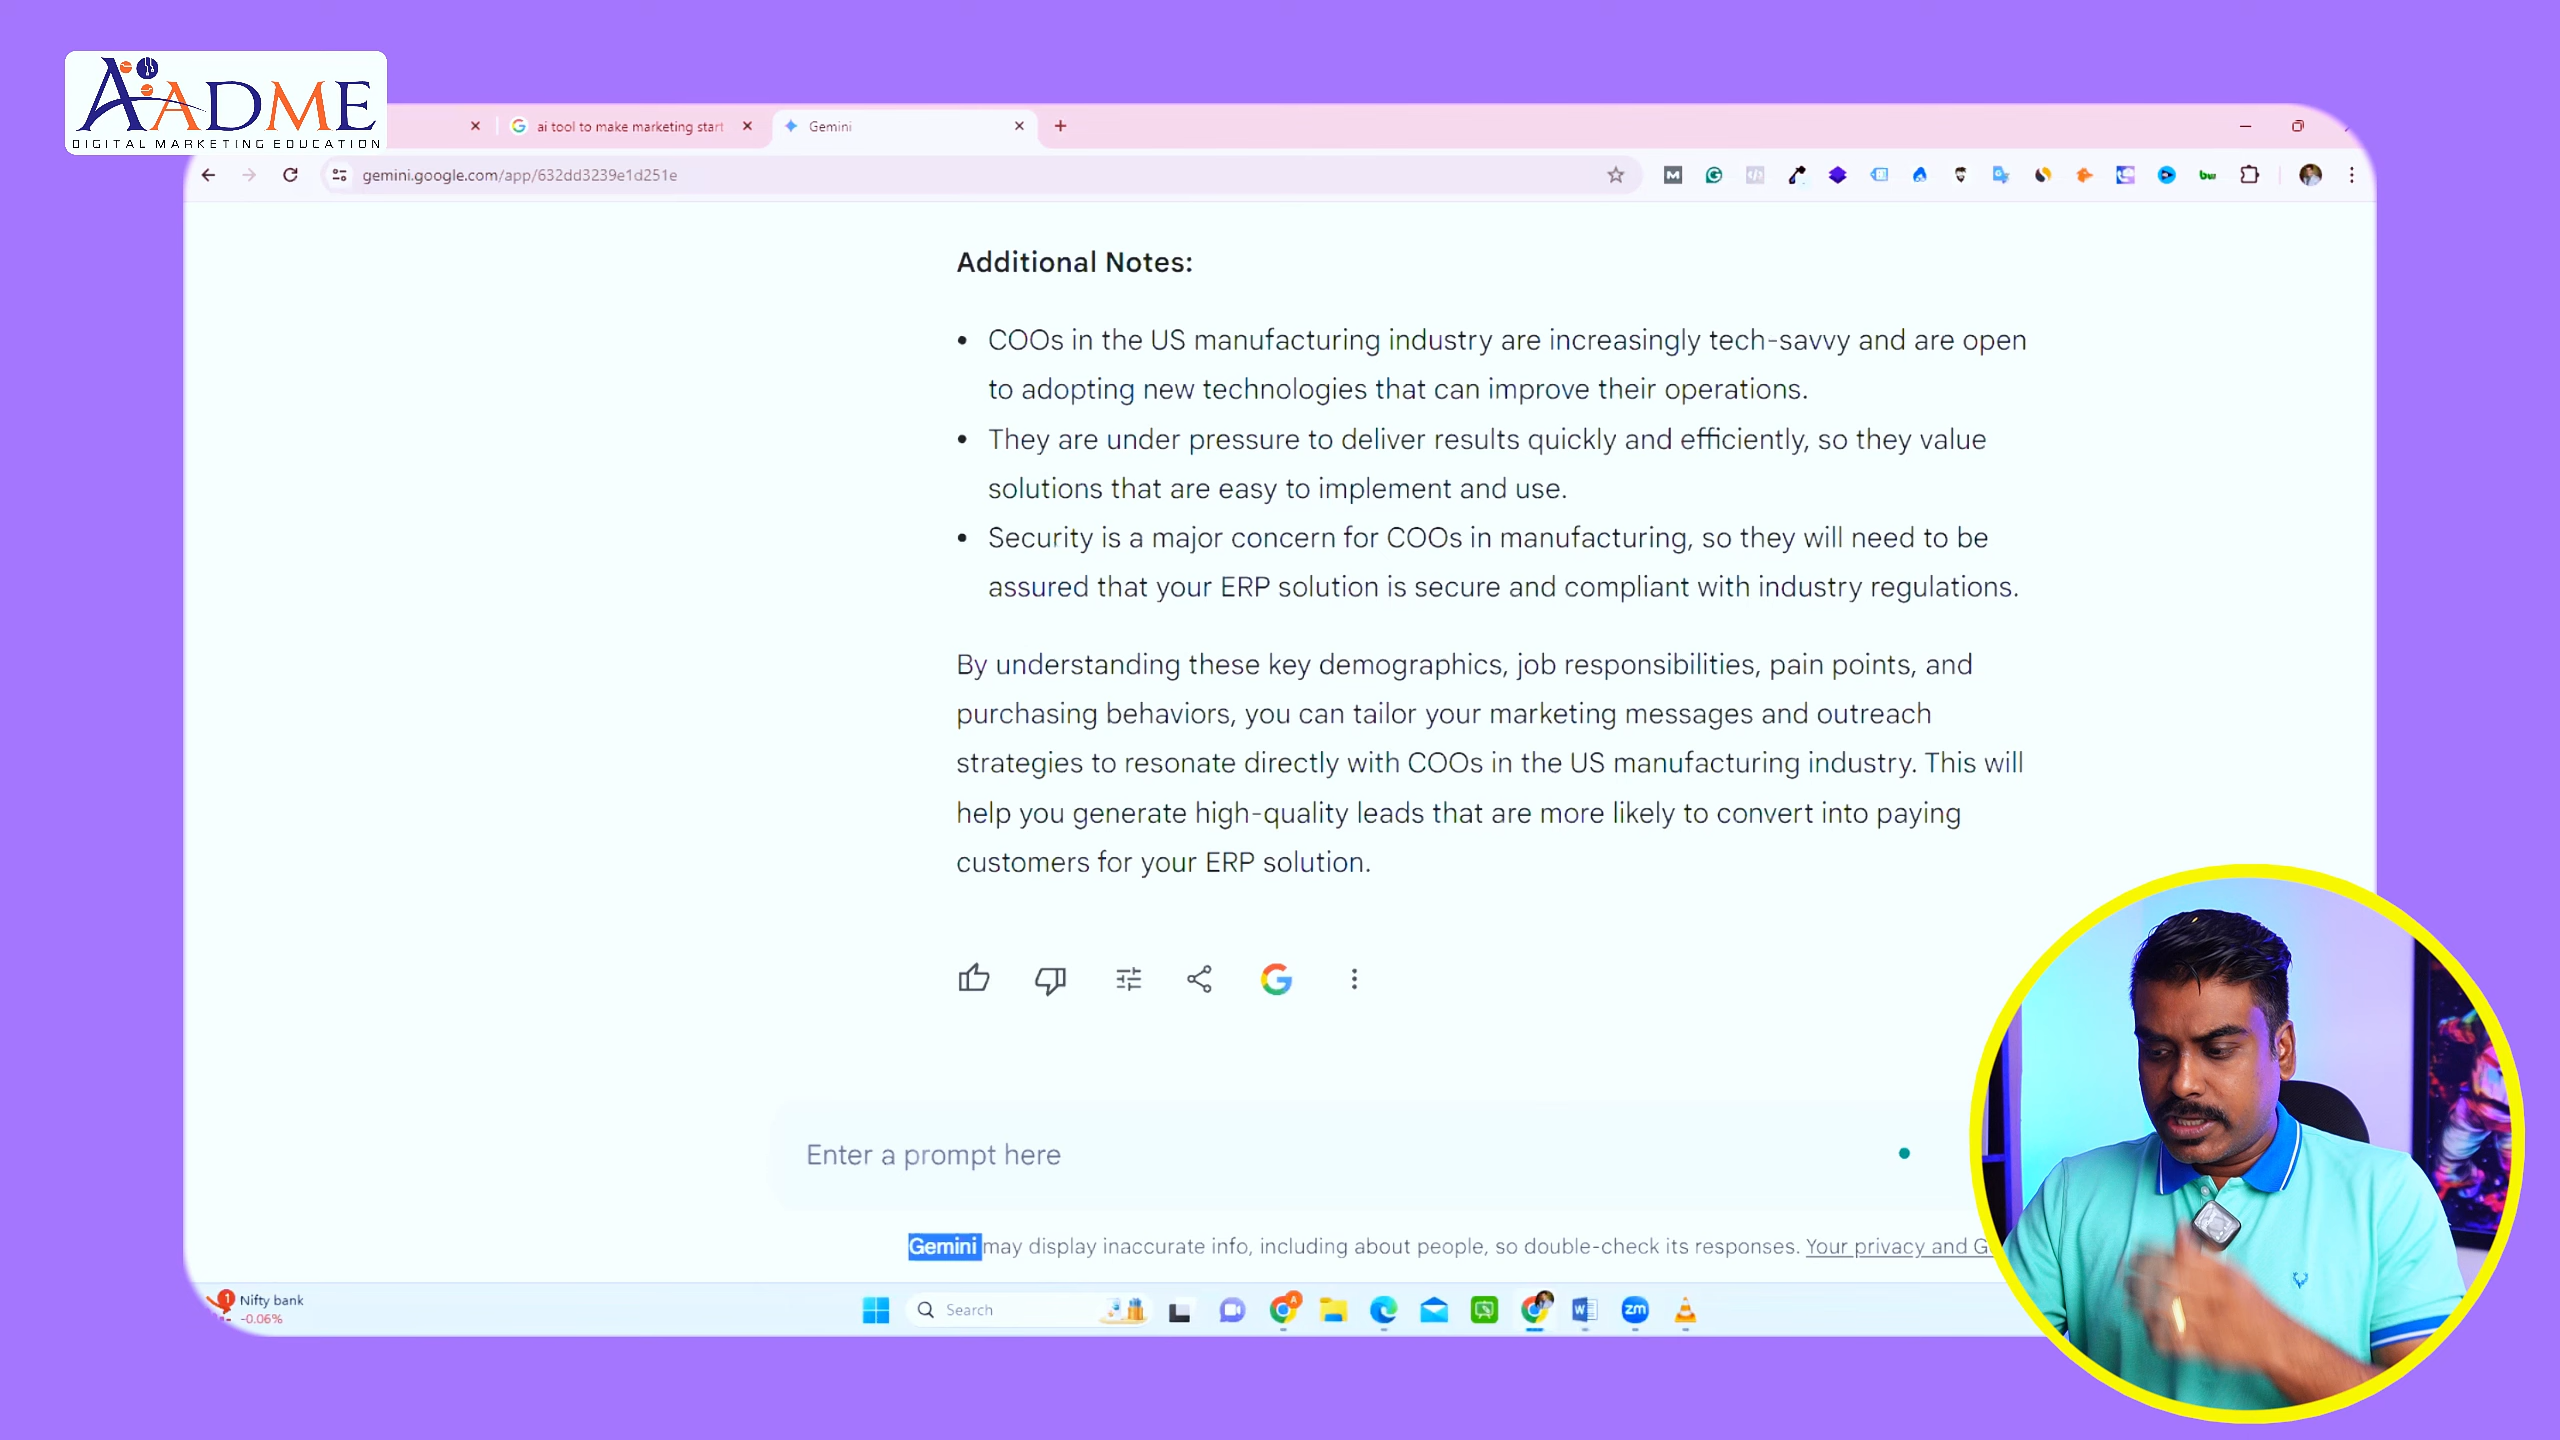 AiADME
DIGITAL MARKETING EDUCATION
ai tool to make marketing start
Gemini
gemini.google.com/app/632dd3239e1d251e
M
bw
Additional Notes:
• COOs in the US manufacturing industry are increasingly tech-savvy and are open
to adopting new technologies that can improve their operations.
• They are under pressure to deliver results quickly and efficiently, so they value
solutions that are easy to implement and use.
• Security is a major concern for COOs in manufacturing, so they will need to be
assured that your ERP solution is secure and compliant with industry regulations.
By understanding these key demographics, job responsibilities, pain points, and
purchasing behaviors, you can tailor your marketing messages and outreach
strategies to resonate directly with COOs in the US manufacturing industry. This will
help you generate high-quality leads that are more likely to convert into paying
customers for your ERP solution.
Enter a prompt here
Gemini may display inaccurate info, including about people, so double-check its responses. Your privacy and G
1
Nifty bank
-0.06%
Search
A
W
zm